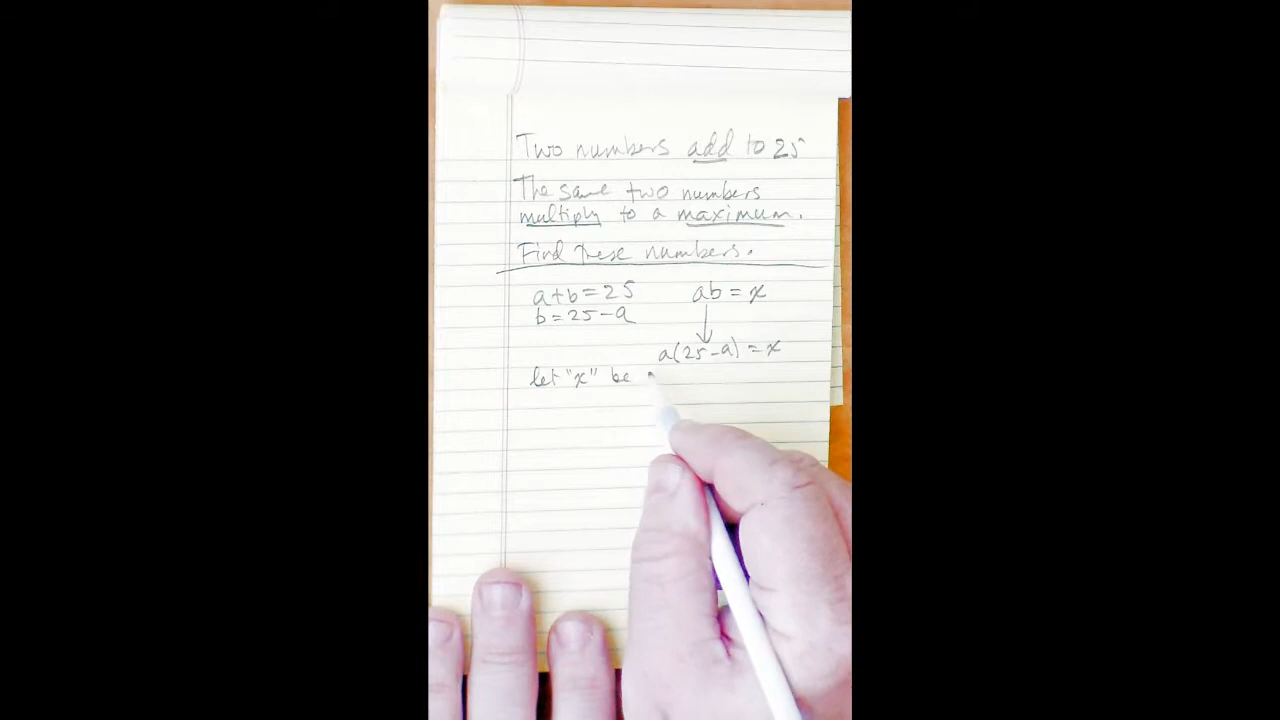 Two numbers add to 25
The same two numbers
multiply to a maximum.
Find these numbers.
a+b=25 ab=x
b=25-a
a(25-a)=x
let "x" be